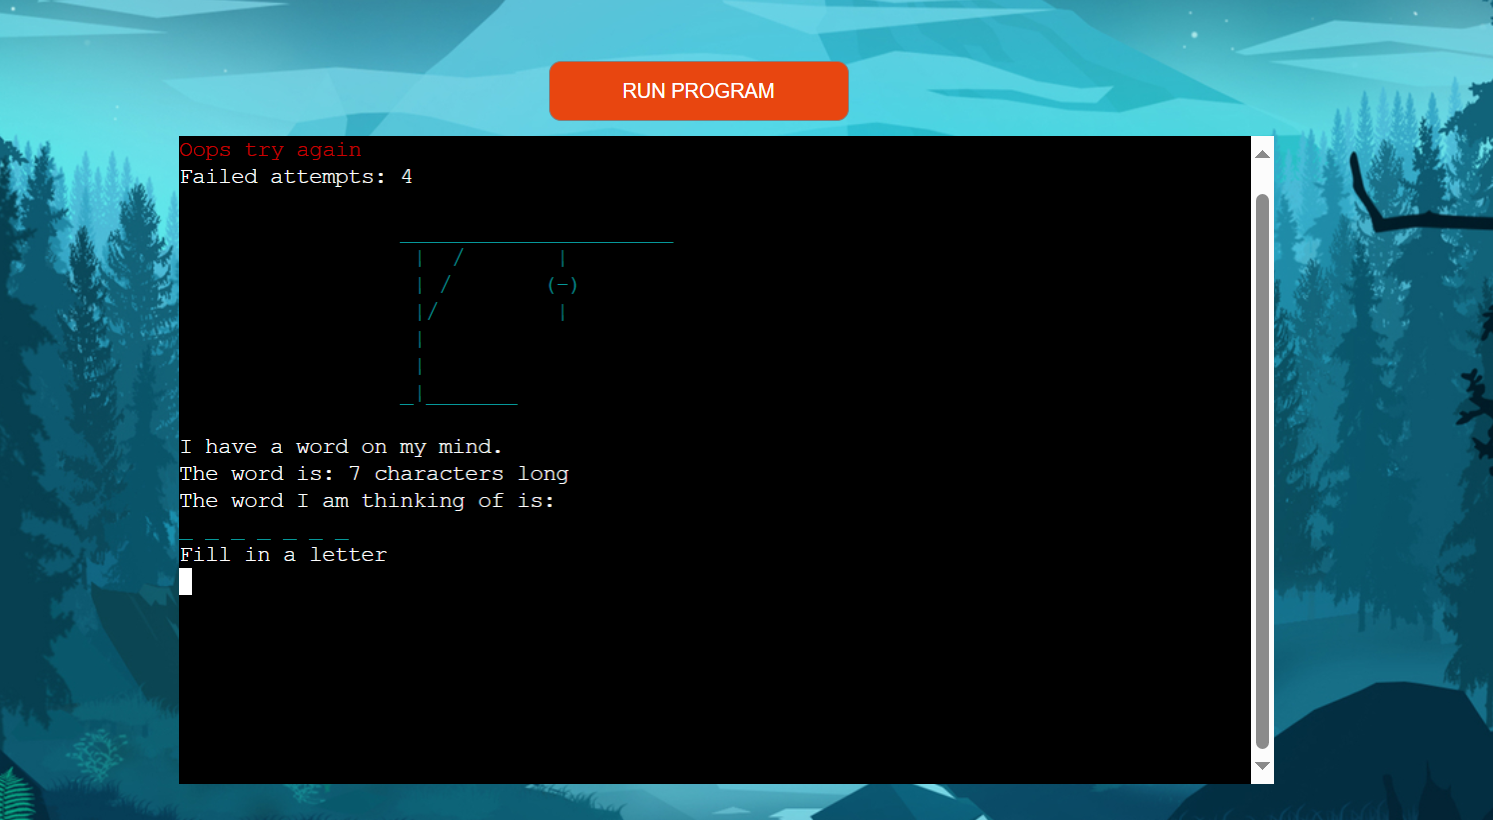 RUN PROGRAM
Oops try again
Failed attempts: 4
_____________________
|  /       |
| /       (-)
|/         |
|
|
_|_______
I have a word on my mind.
The word is: 7 characters long
The word I am thinking of is:
_ _ _ _ _ _ _
Fill in a letter